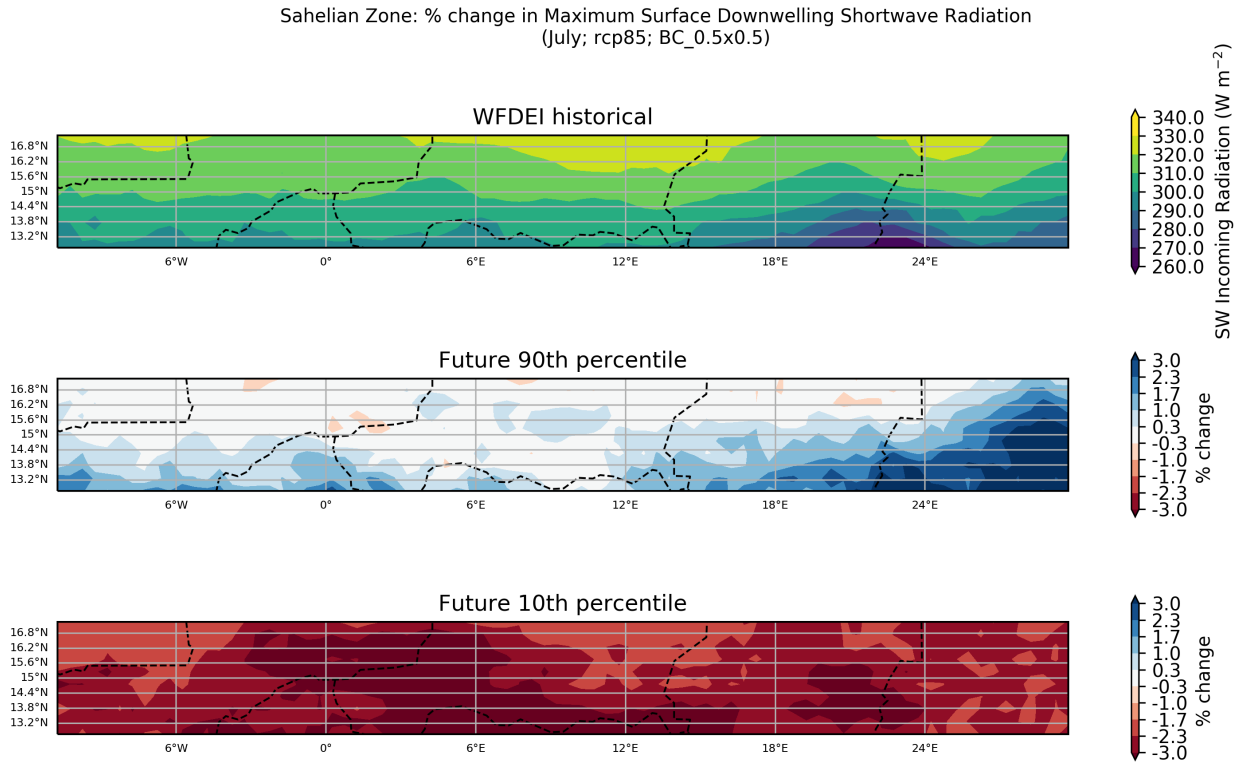 Sahelian Zone: % change in Maximum Surface Downwelling Shortwave Radiation
(July; rcp85; BC_0.5x0.5)
WFDEI historical
16.8°N
16.2°N
15.6°N
15°N
14.4°N
13.8°N
13.2°N
6°W
0°
6°E
12°E
18°E
24°E
340.0
330.0
320.0
310.0
300.0
290.0
280.0
270.0
260.0
SW Incoming Radiation (W m⁻²)
Future 90th percentile
16.8°N
16.2°N
15.6°N
15°N
14.4°N
13.8°N
13.2°N
6°W
0°
6°E
12°E
18°E
24°E
3.0
2.3
1.7
1.0
0.3
-0.3
-1.0
-1.7
-2.3
-3.0
% change
Future 10th percentile
16.8°N
16.2°N
15.6°N
15°N
14.4°N
13.8°N
13.2°N
6°W
0°
6°E
12°E
18°E
24°E
3.0
2.3
1.7
1.0
0.3
-0.3
-1.0
-1.7
-2.3
-3.0
% change